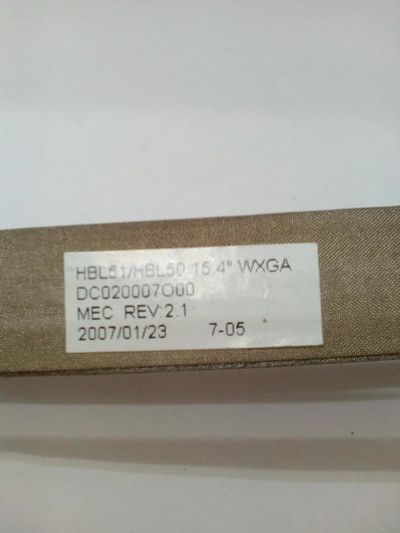 HBL51/HBL50 15.4" WXGA
DC020007O00
MEC REV:2.1
2007/01/23 7-05